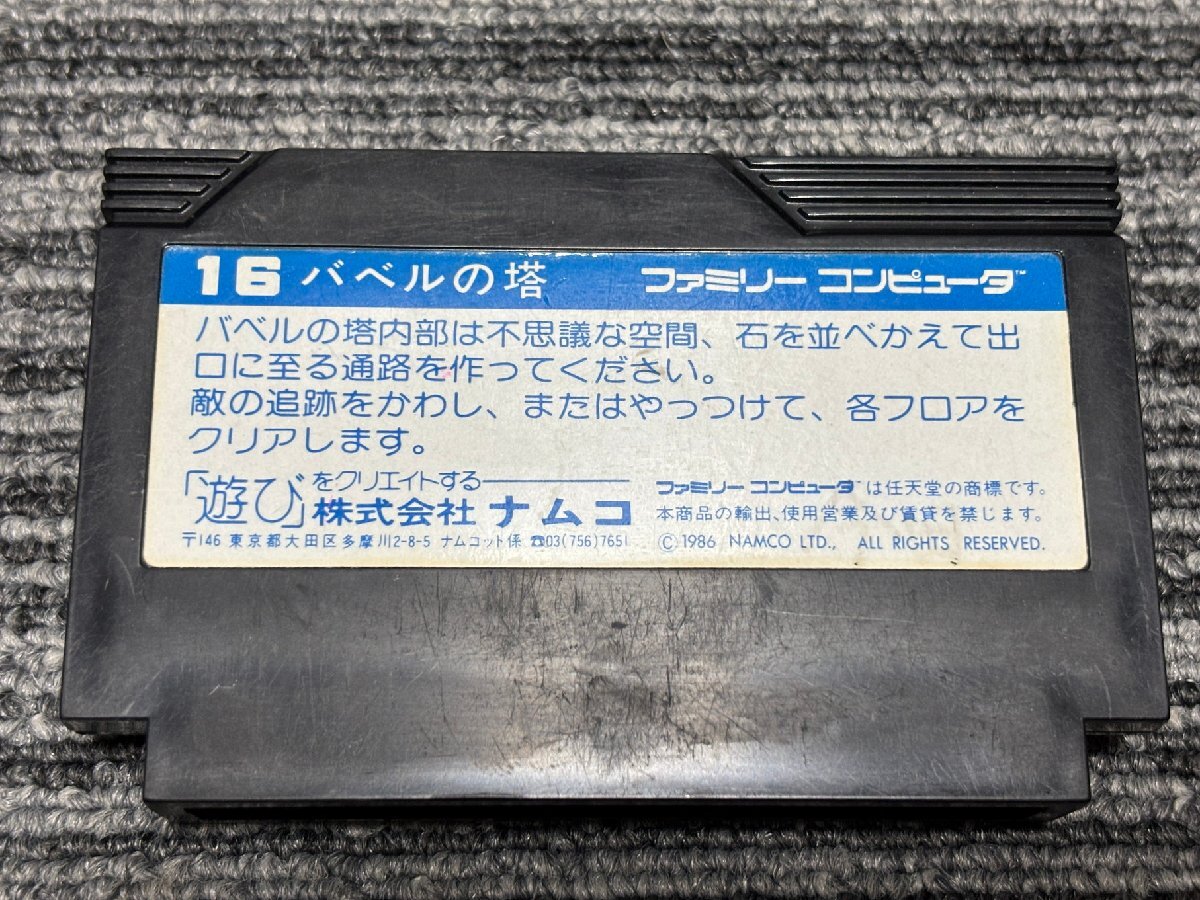 16 バベルの塔 ファミリーコンピュータ™
バベルの塔内部は不思議な空間、石を並べかえて出
口に至る通路を作ってください。
敵の追跡をかわし、またはやっつけて、各フロアを
クリアします。
「遊び」をクリエイトする
株式会社ナムコ
〒146 東京都大田区多摩川2-8-5 ナムコット係 ☎03(756)7651
ファミリーコンピュータ™は任天堂の商標です。
本商品の輸出、使用営業及び賃貸を禁じます。
©1986 NAMCO LTD., ALL RIGHTS RESERVED.